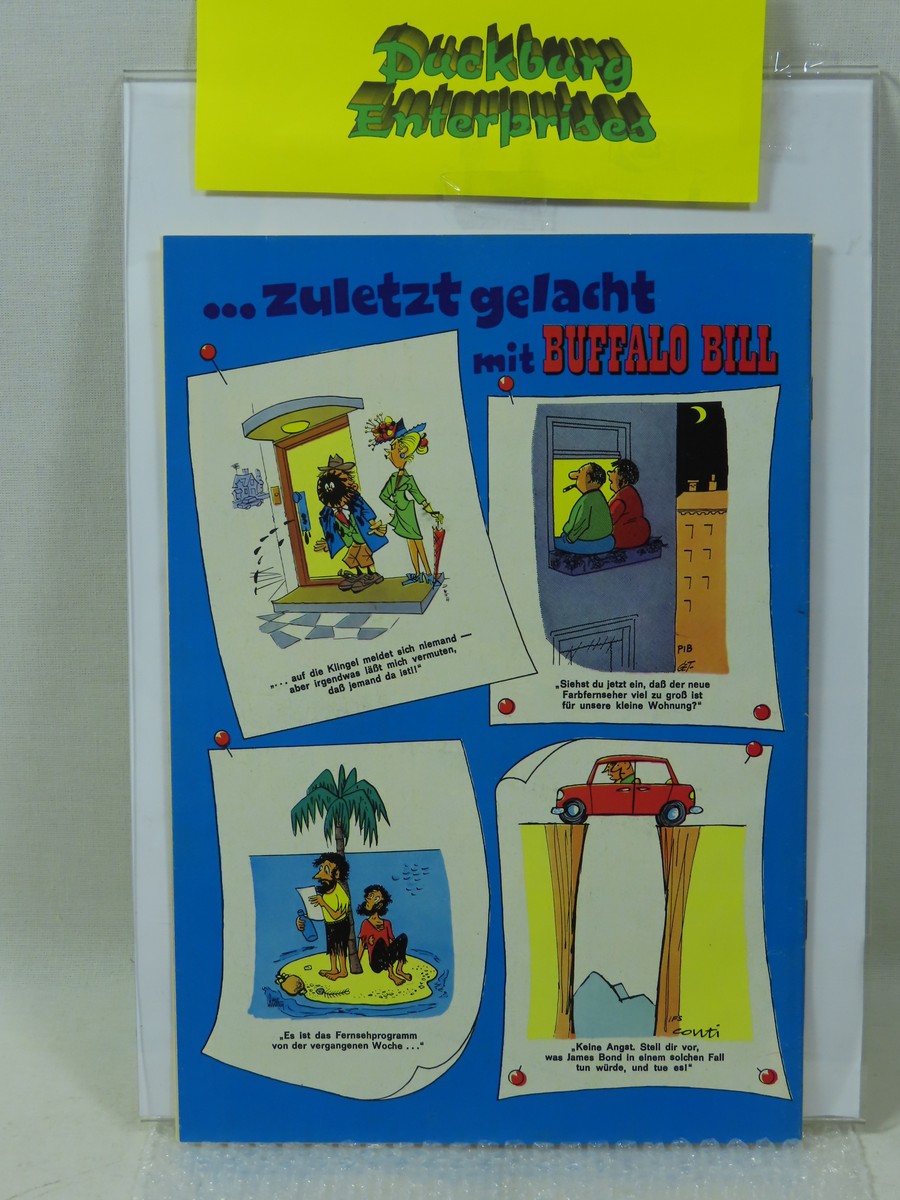 Duckburg
Enterprises
...zuletzt gelacht
mit BUFFALO BILL
„... auf die Klingel meldet sich niemand —
aber irgendwas läßt mich vermuten,
daß jemand da ist!!“
PIB
GET-
„Siehst du jetzt ein, daß der neue
Farbfernseher viel zu groß ist
für unsere kleine Wohnung?“
„Es ist das Fernsehprogramm
von der vergangenen Woche ...“
IFS
conti
„Keine Angst. Stell dir vor,
was James Bond in einem solchen Fall
tun würde, und tue es!“